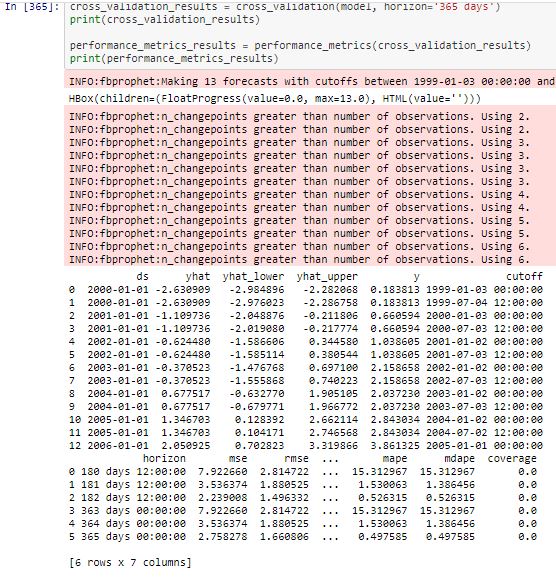 In [365]: cross_validation_results = cross_validation(model, horizon='365 days')
print(cross_validation_results)
performance_metrics_results = performance_metrics(cross_validation_results)
print(performance_metrics_results)
INFO:fbprophet:Making 13 forecasts with cutoffs between 1999-01-03 00:00:00 and
HBox(children=(FloatProgress(value=0.0, max=13.0), HTML(value='')))
INFO:fbprophet:n_changepoints greater than number of observations. Using 2.
INFO:fbprophet:n_changepoints greater than number of observations. Using 2.
INFO:fbprophet:n_changepoints greater than number of observations. Using 3.
INFO:fbprophet:n_changepoints greater than number of observations. Using 3.
INFO:fbprophet:n_changepoints greater than number of observations. Using 3.
INFO:fbprophet:n_changepoints greater than number of observations. Using 3.
INFO:fbprophet:n_changepoints greater than number of observations. Using 4.
INFO:fbprophet:n_changepoints greater than number of observations. Using 4.
INFO:fbprophet:n_changepoints greater than number of observations. Using 5.
INFO:fbprophet:n_changepoints greater than number of observations. Using 5.
INFO:fbprophet:n_changepoints greater than number of observations. Using 6.
INFO:fbprophet:n_changepoints greater than number of observations. Using 6.
ds yhat yhat_lower yhat_upper y cutoff
0 2000-01-01 -2.630909 -2.984896 -2.282068 0.183813 1999-01-03 00:00:00
1 2000-01-01 -2.630909 -2.976023 -2.286758 0.183813 1999-07-04 12:00:00
2 2001-01-01 -1.109736 -2.048876 -0.211806 0.660594 2000-01-03 00:00:00
3 2001-01-01 -1.109736 -2.019080 -0.217774 0.660594 2000-07-03 12:00:00
4 2002-01-01 -0.624480 -1.586606 0.344580 1.038605 2001-01-02 00:00:00
5 2002-01-01 -0.624480 -1.585114 0.380544 1.038605 2001-07-03 12:00:00
6 2003-01-01 -0.370523 -1.476768 0.697100 2.158658 2002-01-02 00:00:00
7 2003-01-01 -0.370523 -1.555868 0.740223 2.158658 2002-07-03 12:00:00
8 2004-01-01 0.677517 -0.632770 1.905105 2.037230 2003-01-02 00:00:00
9 2004-01-01 0.677517 -0.679771 1.966772 2.037230 2003-07-03 12:00:00
10 2005-01-01 1.346703 0.128392 2.662114 2.843034 2004-01-02 00:00:00
11 2005-01-01 1.346703 0.104171 2.746568 2.843034 2004-07-02 12:00:00
12 2006-01-01 2.050925 0.702823 3.319866 3.861325 2005-01-01 00:00:00
horizon mse rmse ... mape mdape coverage
0 180 days 12:00:00 7.922660 2.814722 ... 15.312967 15.312967 0.0
1 181 days 12:00:00 3.536374 1.880525 ... 1.530063 1.386456 0.0
2 182 days 12:00:00 2.239008 1.496332 ... 0.526315 0.526315 0.0
3 363 days 00:00:00 7.922660 2.814722 ... 15.312967 15.312967 0.0
4 364 days 00:00:00 3.536374 1.880525 ... 1.530063 1.386456 0.0
5 365 days 00:00:00 2.758278 1.660806 ... 0.497585 0.497585 0.0
[6 rows x 7 columns]